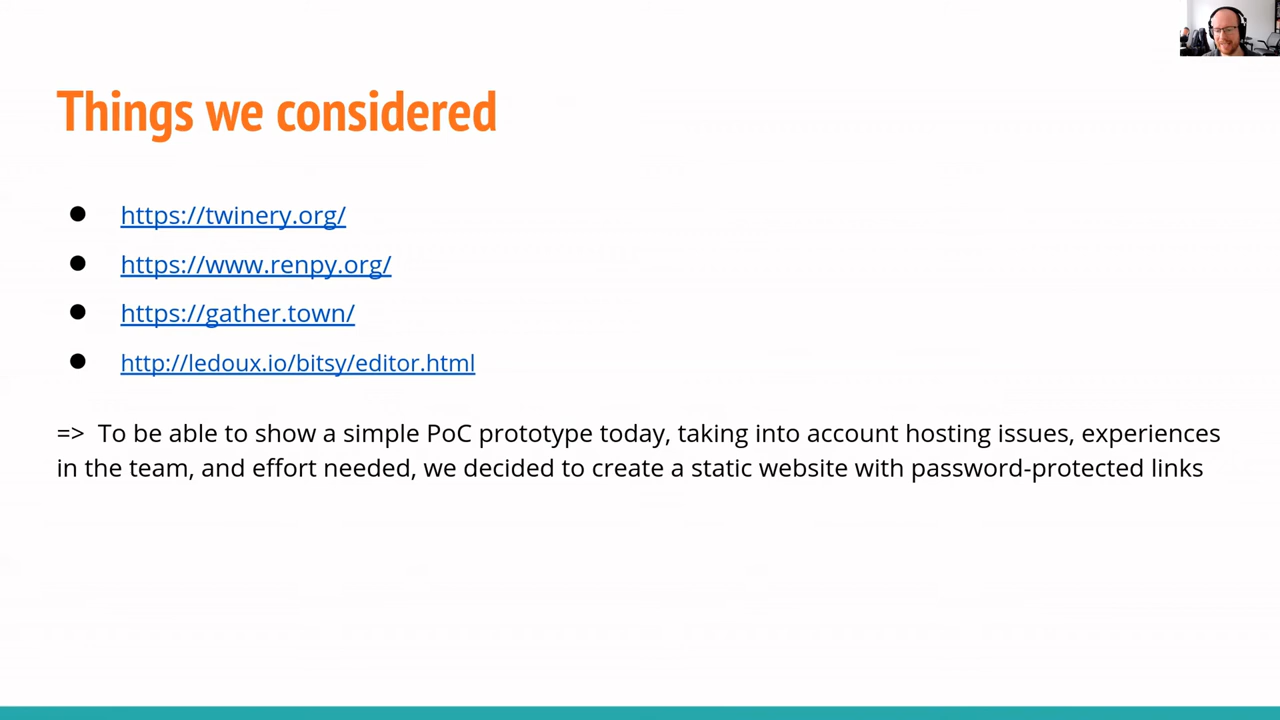 Things we considered
● https://twinery.org/
● https://www.renpy.org/
● https://gather.town/
● http://ledoux.io/bitsy/editor.html
=> To be able to show a simple PoC prototype today, taking into account hosting issues, experiences
in the team, and effort needed, we decided to create a static website with password-protected links